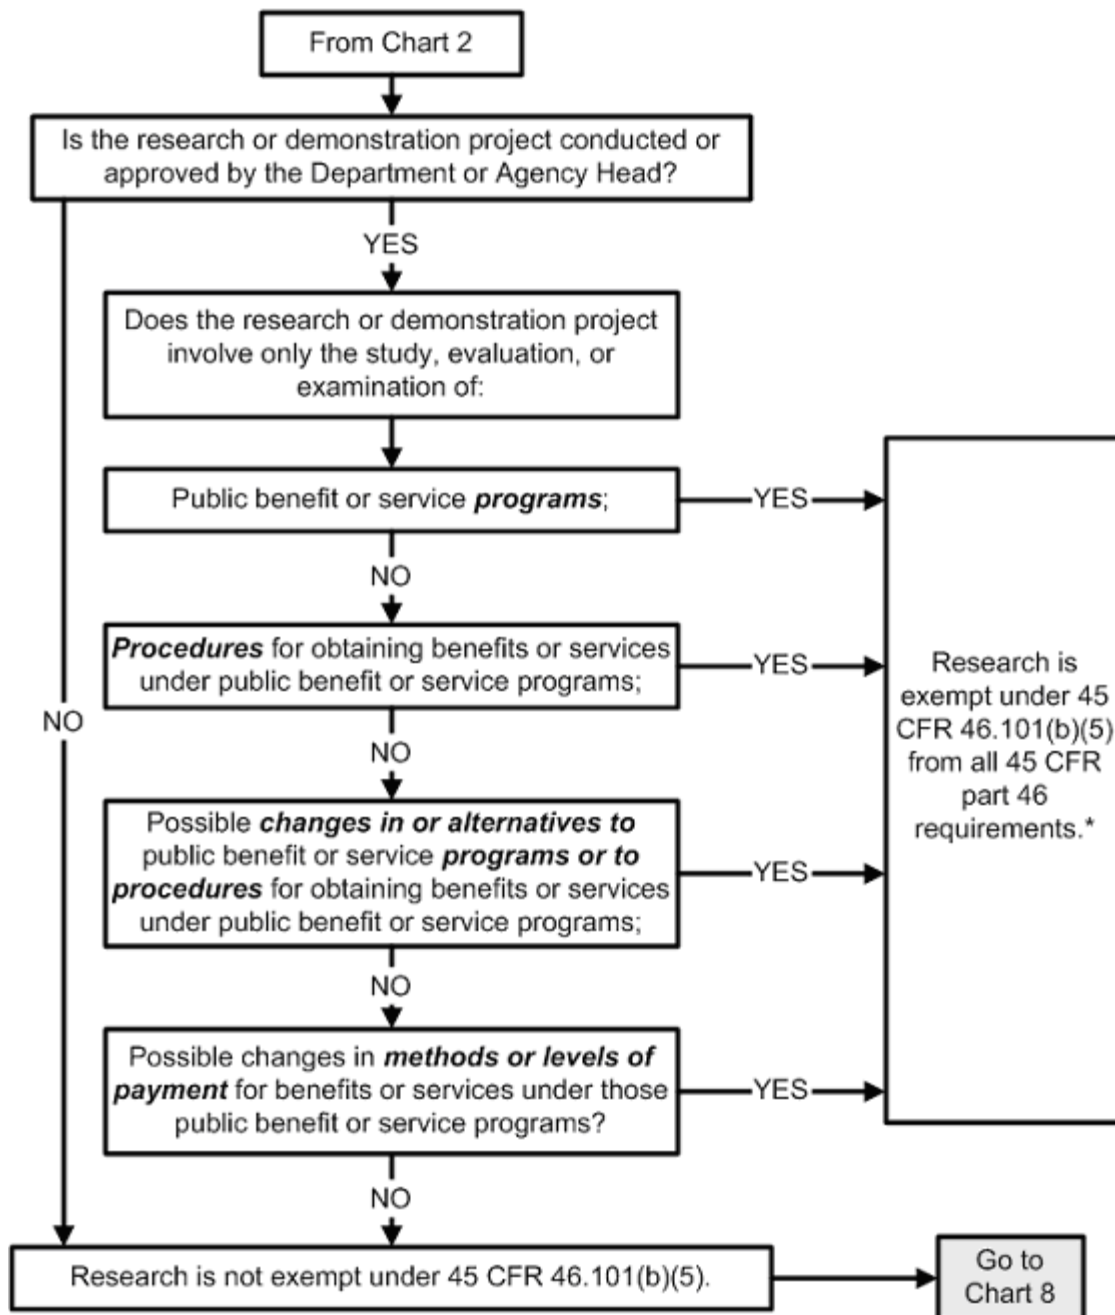 From Chart 2
Is the research or demonstration project conducted or
approved by the Department or Agency Head?
YES
Does the research or demonstration project
involve only the study, evaluation, or
examination of:
Public benefit or service programs;
YES
NO
Procedures for obtaining benefits or services
under public benefit or service programs;
YES
NO
NO
Possible changes in or alternatives to
public benefit or service programs or to
procedures for obtaining benefits or services
under public benefit or service programs;
YES
NO
Possible changes in methods or levels of
payment for benefits or services under those
public benefit or service programs?
YES
NO
Research is
exempt under 45
CFR 46.101(b)(5)
from all 45 CFR
part 46
requirements.*
Research is not exempt under 45 CFR 46.101(b)(5).
Go to
Chart 8